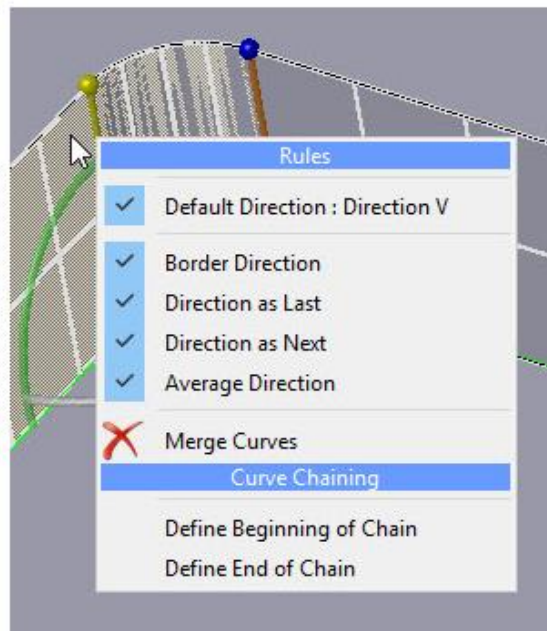 Rules
Default Direction : Direction V
Border Direction
Direction as Last
Direction as Next
Average Direction
Merge Curves
Curve Chaining
Define Beginning of Chain
Define End of Chain